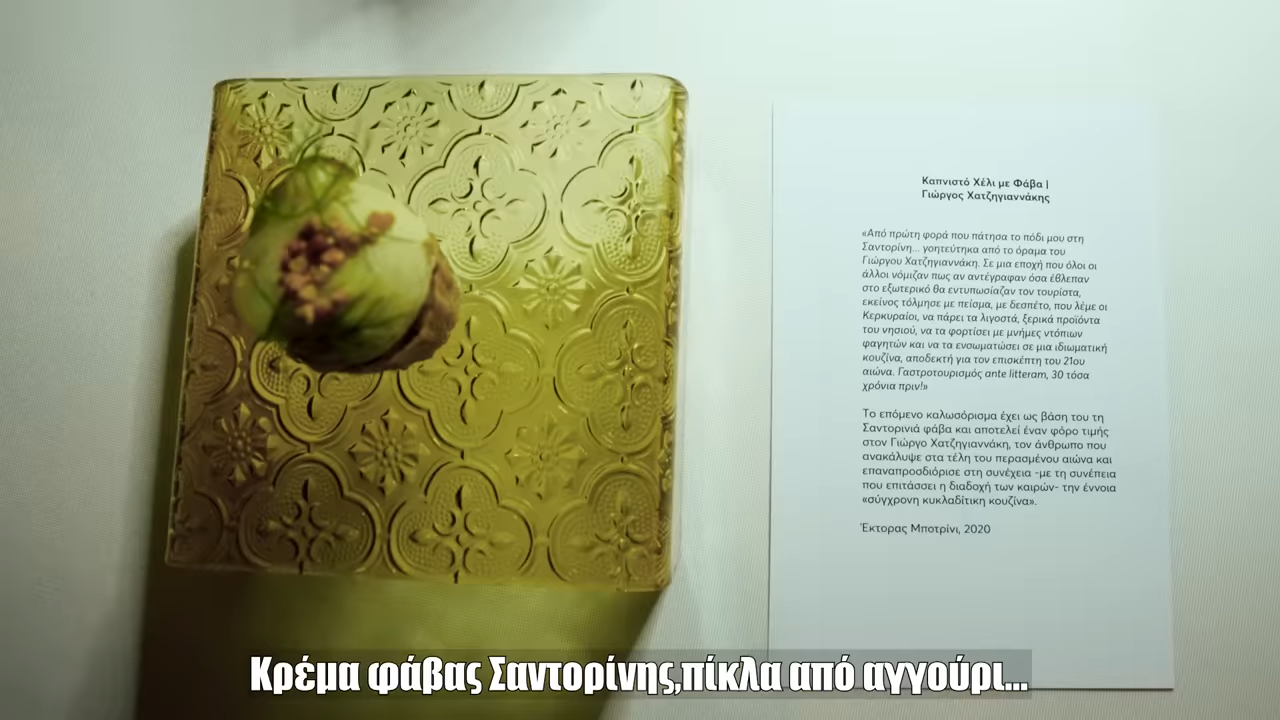 Καπνιστό Χέλι με Φάβα |
Γιώργος Χατζηγιαννάκης
«Από πρώτη φορά που πάτησα το πόδι μου στη
Σαντορίνη... γοητεύτηκα από το όραμα του
Γιώργου Χατζηγιαννάκη. Σε μια εποχή που όλοι οι
άλλοι νόμιζαν πως αν αντέγραφαν όσα έβλεπαν
στο εξωτερικό θα εντυπωσίαζαν τον τουρίστα,
εκείνος τόλμησε με πείσμα, με δεσπέτο, που λέμε οι
Κερκυραίοι, να πάρει τα λιγοστά, ξερικά προϊόντα
του νησιού, να τα φορτίσει με μνήμες ντόπιων
φαγητών και να τα ενσωματώσει σε μια ιδιωματική
κουζίνα, αποδεκτή για τον επισκέπτη του 21ου
αιώνα. Γαστροτουρισμός ante litteram, 30 τόσα
χρόνια πριν!»
Το επόμενο καλωσόρισμα έχει ως βάση του τη
Σαντορινιά φάβα και αποτελεί έναν φόρο τιμής
στον Γιώργο Χατζηγιαννάκη, τον άνθρωπο που
ανακάλυψε στα τέλη του περασμένου αιώνα και
επαναπροσδιόρισε στη συνέχεια -με τη συνέπεια
που επιτάσσει η διαδοχή των καιρών- την έννοια
«σύγχρονη κυκλαδίτικη κουζίνα».
Έκτορας Μποτρίνι, 2020
Κρέμα φάβας Σαντορίνης,πίκλα από αγγούρι...